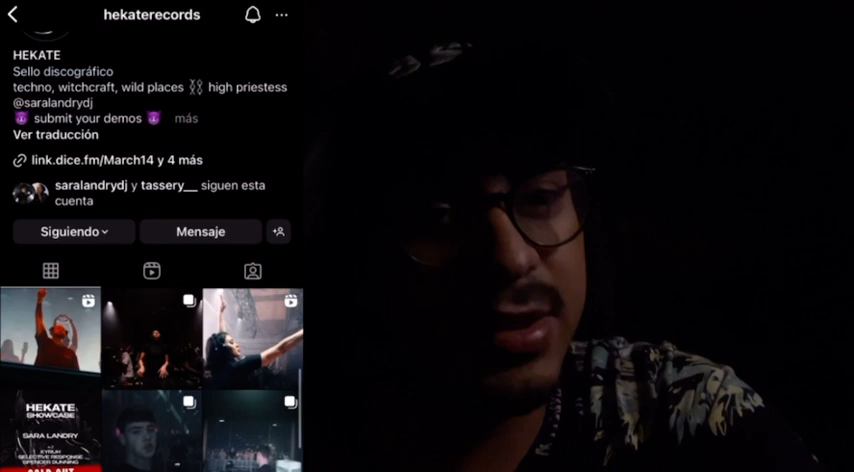 hekaterecords
HEKATE
Sello discográfico
techno, witchcraft, wild places ⛓️ high priestess
@saralandrydj
😈 submit your demos 😈 más
Ver traducción
link.dice.fm/March14 y 4 más
saralandrydj y tassery__ siguen esta
cuenta
Siguiendo
Mensaje
HEKATE
SHOWCASE
SARA LANDRY
SELECTIVE RESPONSE
SPENCER DUNNING